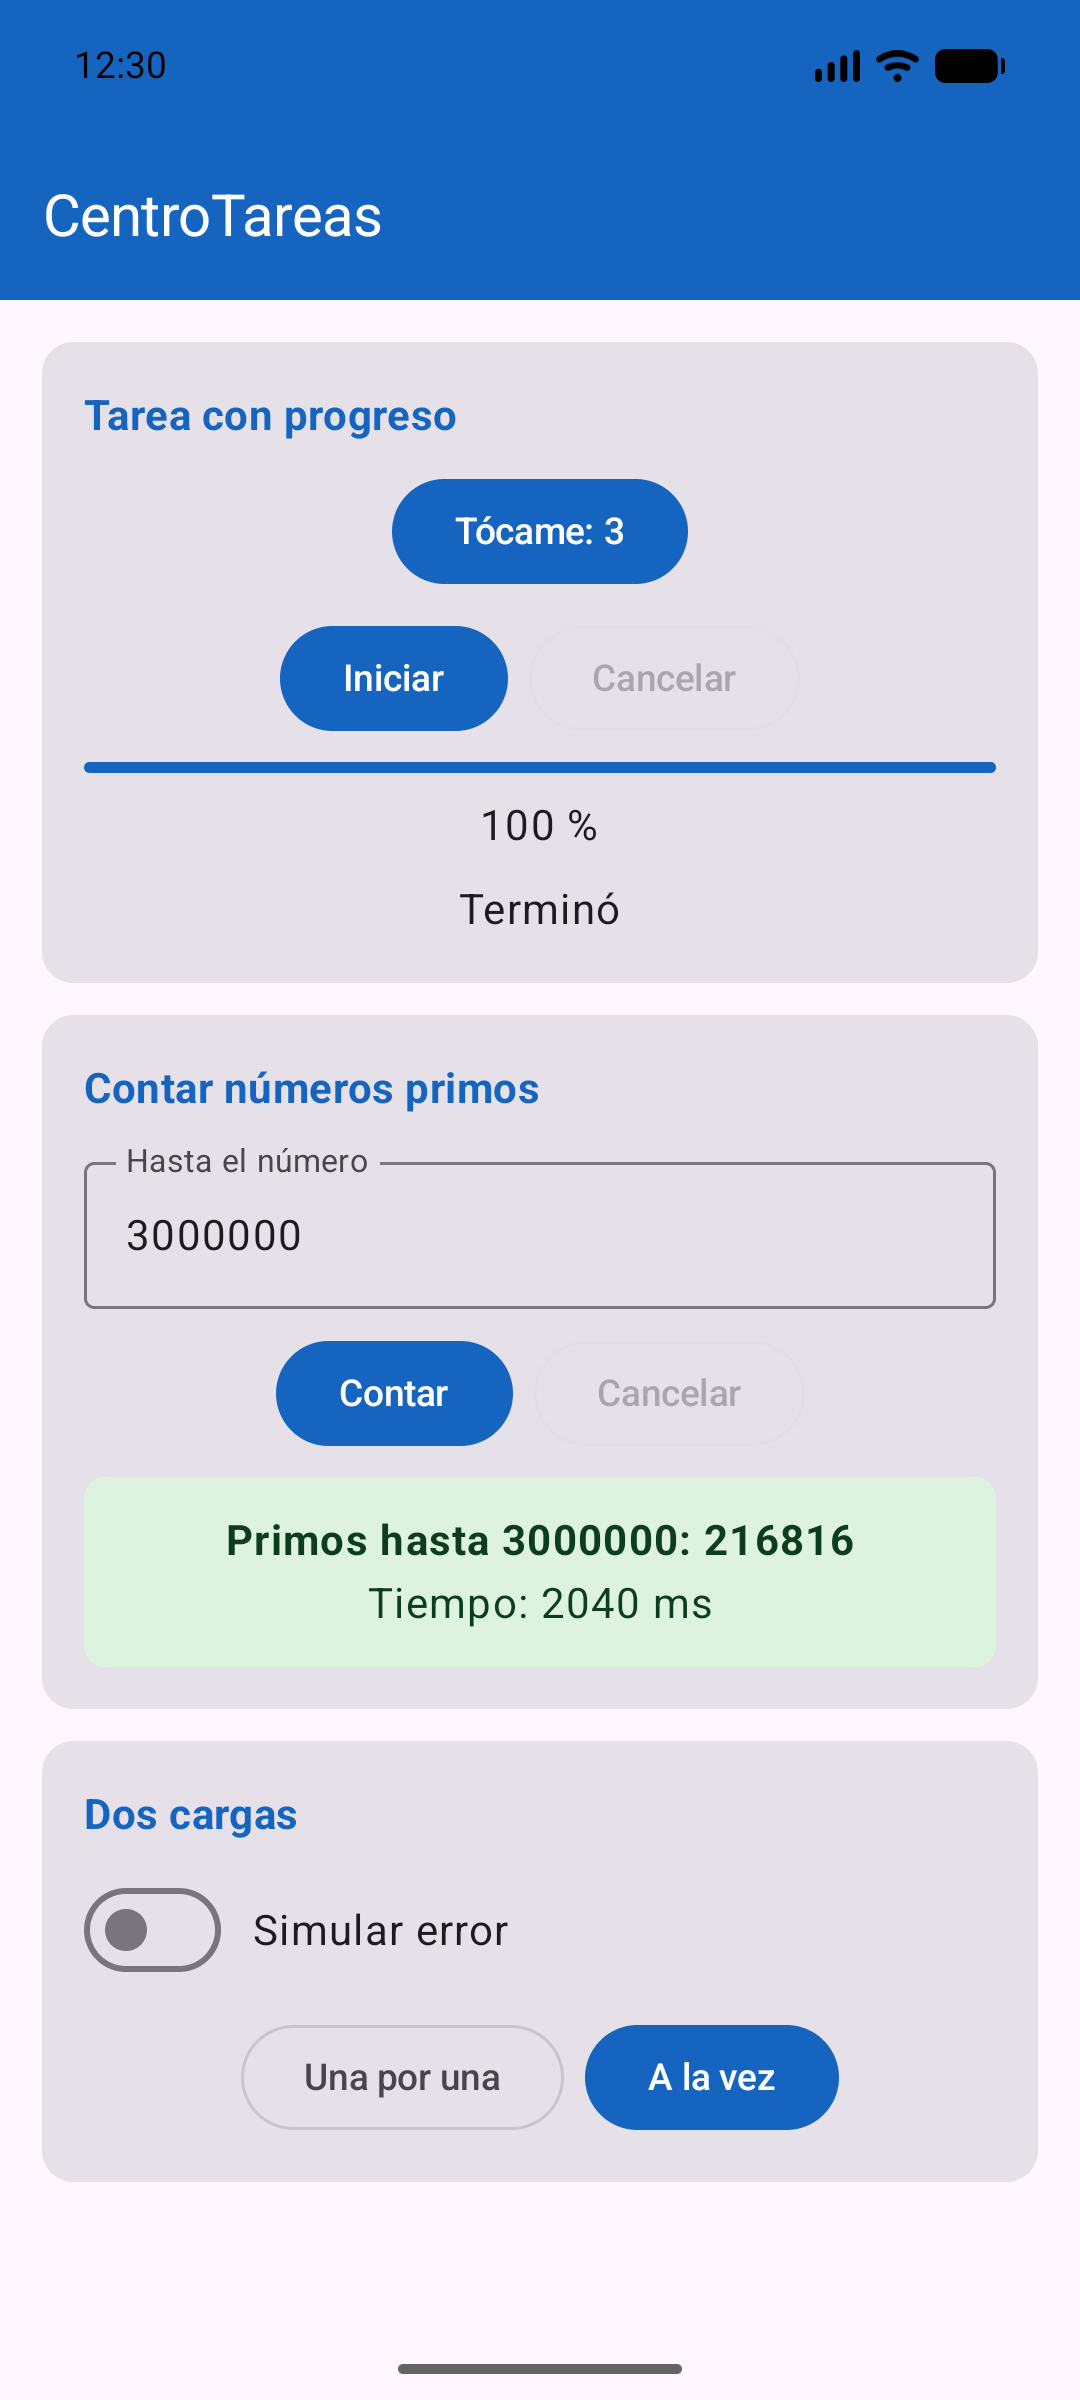 12:30
CentroTareas
Tarea con progreso
Tócame: 3
Iniciar
Cancelar
100 %
Terminó
Contar números primos
Hasta el número
3000000
Contar
Cancelar
Primos hasta 3000000: 216816
Tiempo: 2040 ms
Dos cargas
Simular error
Una por una
A la vez